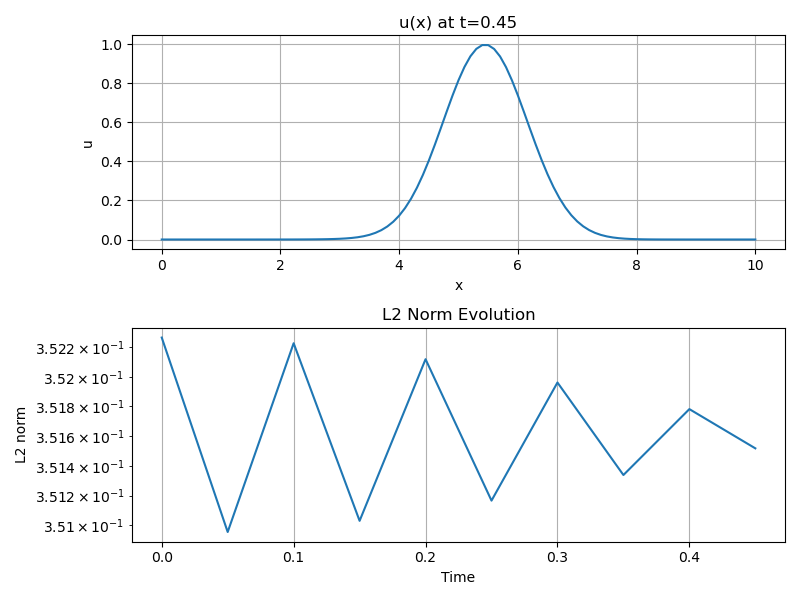 u(x) at t=0.45
1.0
0.8
0.6
0.4
0.2
0.0
u
0 2 4 6 8 10
x
L2 Norm Evolution
3.522 × 10⁻¹
3.52 × 10⁻¹
3.518 × 10⁻¹
3.516 × 10⁻¹
3.514 × 10⁻¹
3.512 × 10⁻¹
3.51 × 10⁻¹
L2 norm
0.0 0.1 0.2 0.3 0.4
Time